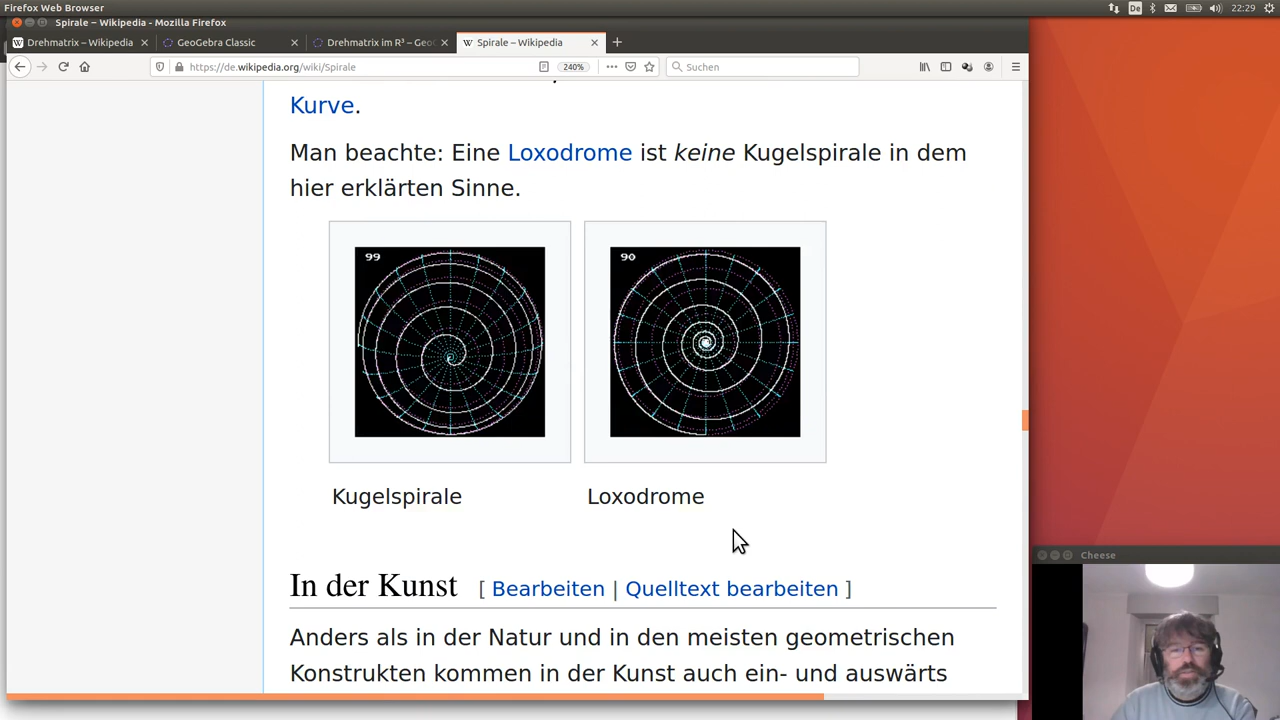 Firefox Web Browser
De
22:29
Spirale – Wikipedia - Mozilla Firefox
Drehmatrix – Wikipedia
GeoGebra Classic
Drehmatrix im R³ – Geo
Spirale – Wikipedia
https://de.wikipedia.org/wiki/Spirale
240%
Suchen
Kurve.
Man beachte: Eine Loxodrome ist keine Kugelspirale in dem
hier erklärten Sinne.
99
90
Kugelspirale
Loxodrome
Cheese
In der Kunst [ Bearbeiten | Quelltext bearbeiten ]
Anders als in der Natur und in den meisten geometrischen
Konstrukten kommen in der Kunst auch ein- und auswärts